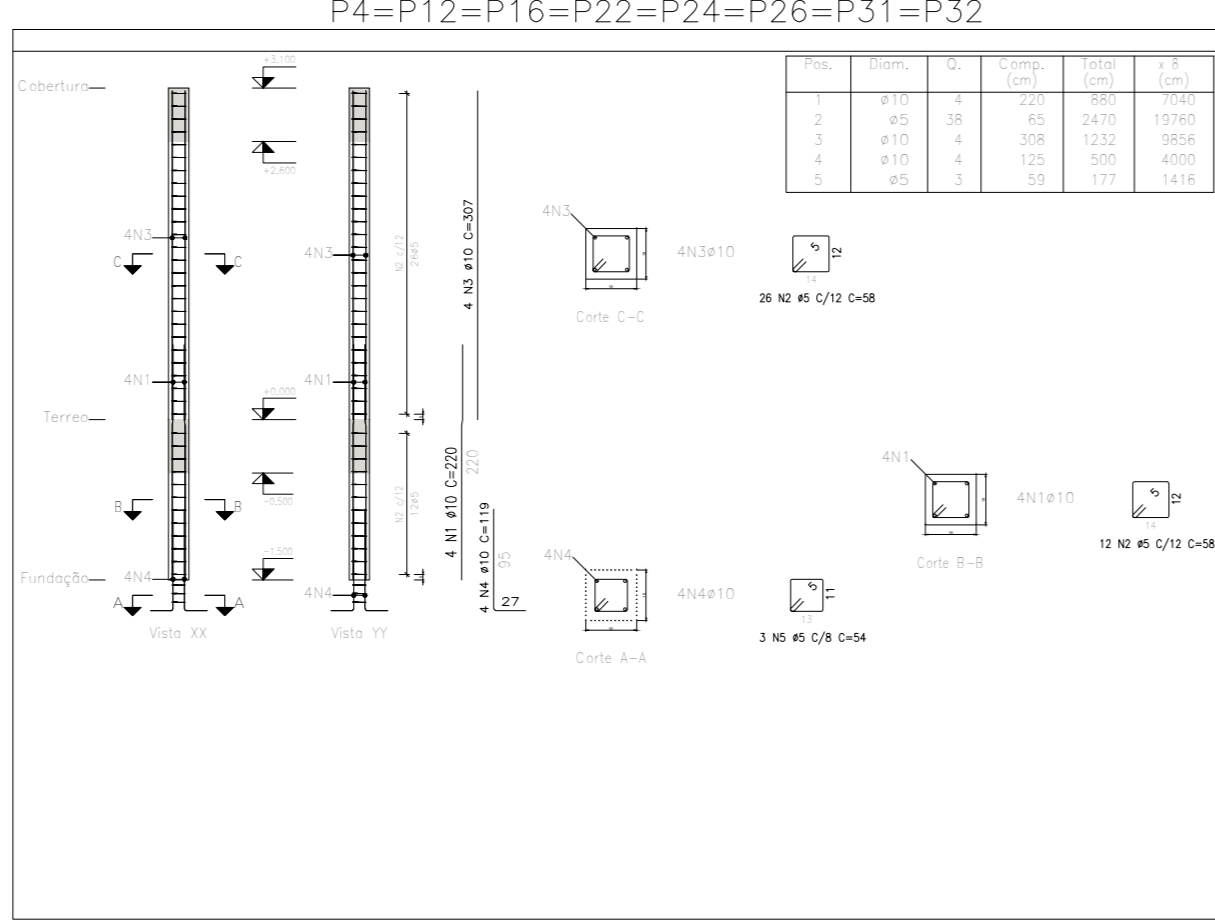 P4=P12=P16=P22=P24=P26=P31=P32
Pos. Diam. Q. Comp. (cm) Total (cm) x 8 (cm)
1 ø10 4 220 880 7040
2 ø5 38 65 2470 19760
3 ø10 4 308 1232 9856
4 ø10 4 125 500 4000
5 ø5 3 59 177 1416
Cobertura
+3.100
+2.600
4N3
C C
4N1
+0.000
Terreo
-0.500
B B
-1.500
Fundação
4N4
A A
Vista XX
4N3
4N1
4N4
Vista YY
N2 c/12
26ø5
N2 c/12
12ø5
4 N3 ø10 C=307
4 N1 ø10 C=220
220
4 N4 ø10 C=119
95
27
4N3
4N3ø10
Corte C-C
5
12
14
26 N2 ø5 C/12 C=58
4N1
4N1ø10
Corte B-B
5
12
14
12 N2 ø5 C/12 C=58
4N4
4N4ø10
Corte A-A
5
11
13
3 N5 ø5 C/8 C=54